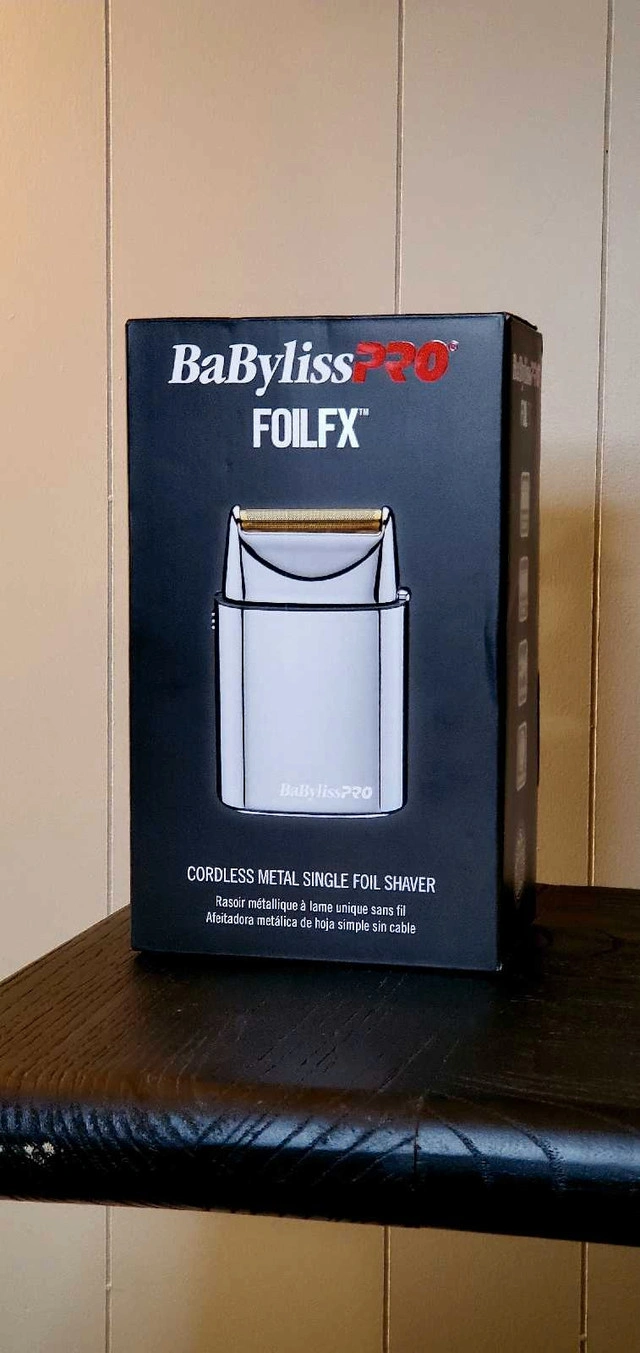 BaBylissPRO®
FOILFX™
BaBylissPRO
CORDLESS METAL SINGLE FOIL SHAVER
Rasoir métallique à lame unique sans fil
Afeitadora metálica de hoja simple sin cable